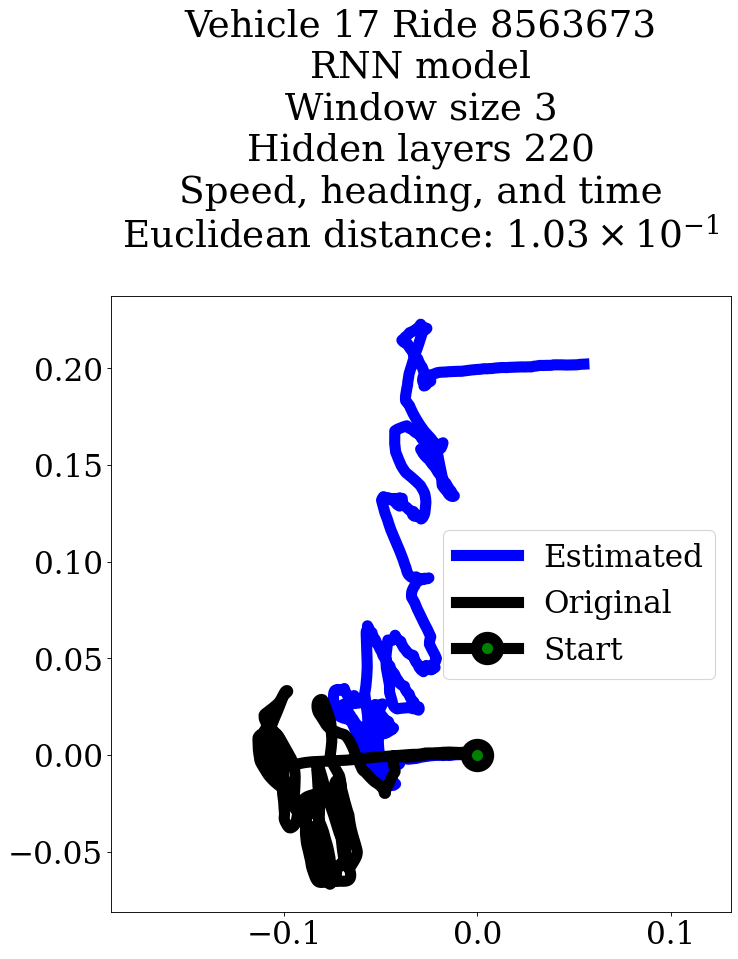 Vehicle 17 Ride 8563673
RNN model
Window size 3
Hidden layers 220
Speed, heading, and time
Euclidean distance: 1.03 × 10⁻¹
0.20
0.15
0.10
0.05
0.00
−0.05
Estimated
Original
Start
−0.1
0.0
0.1